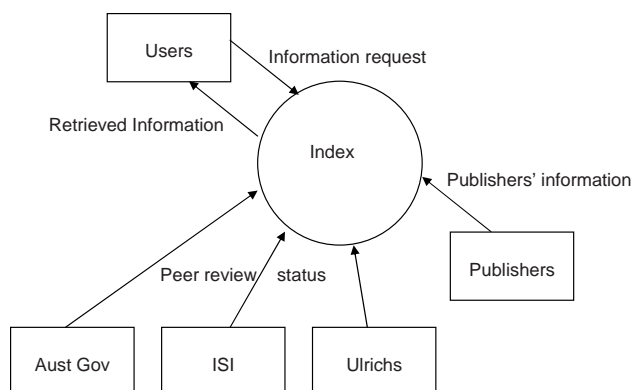 Users
Information request
Retrieved Information
Index
Publishers’ information
Publishers
Peer review status
Aust Gov
ISI
Ulrichs